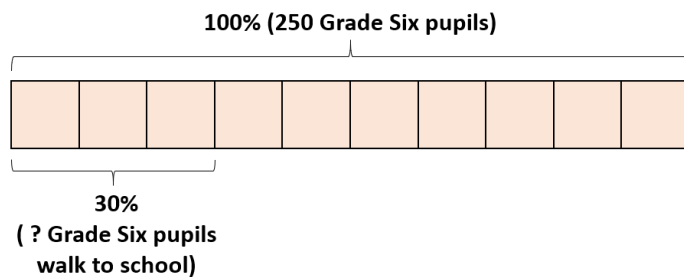 100% (250 Grade Six pupils)
30%
( ? Grade Six pupils
walk to school)